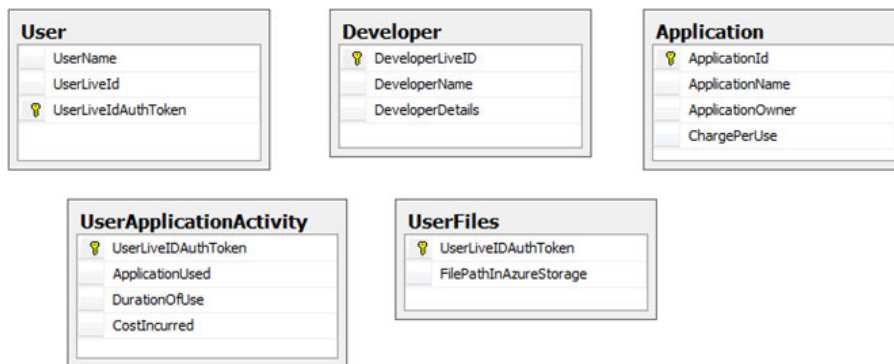 User
UserName
UserLiveId
UserLiveIdAuthToken
Developer
DeveloperLiveID
DeveloperName
DeveloperDetails
Application
ApplicationId
ApplicationName
ApplicationOwner
ChargePerUse
UserApplicationActivity
UserLiveIDAuthToken
ApplicationUsed
DurationOfUse
CostIncurred
UserFiles
UserLiveIDAuthToken
FilePathInAzureStorage